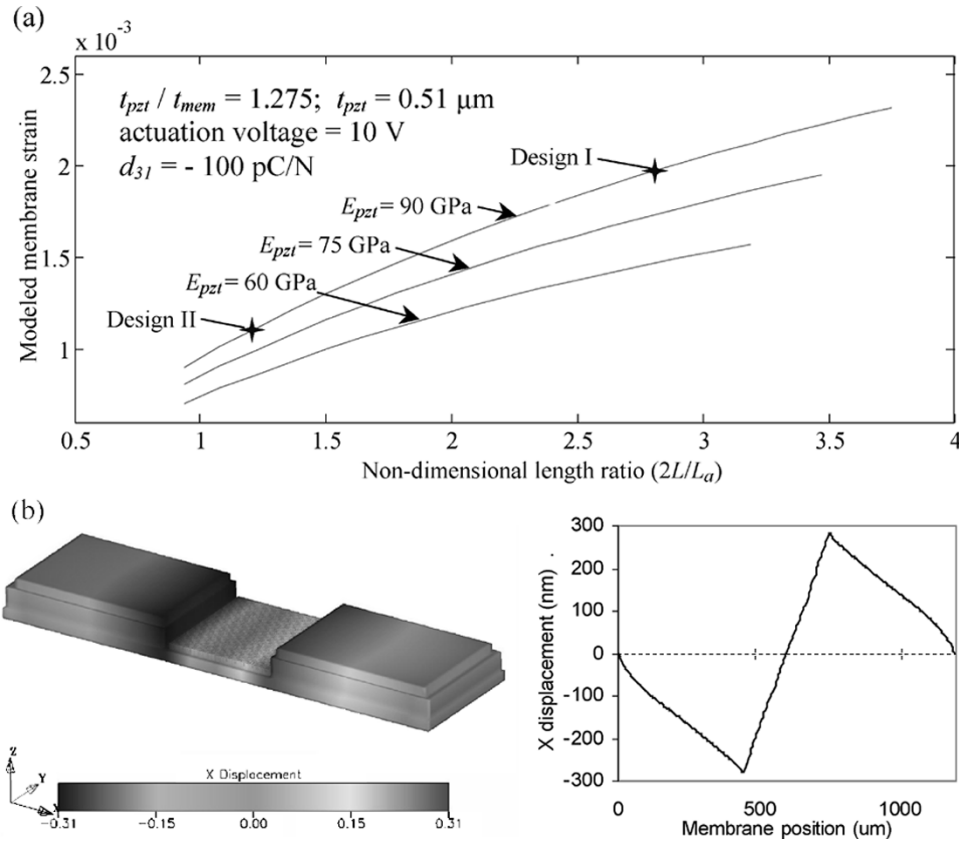 (a)
x 10⁻³
2.5
2
1.5
1
Modeled membrane strain
t_pzt / t_mem = 1.275; t_pzt = 0.51 μm
actuation voltage = 10 V
d₃₁ = - 100 pC/N
Design I
E_pzt = 90 GPa
E_pzt = 75 GPa
E_pzt = 60 GPa
Design II
0.5 1 1.5 2 2.5 3 3.5 4
Non-dimensional length ratio (2L/L_a)
(b)
Z
Y
X Displacement
-0.31 -0.15 0.00 0.15 0.31
300
200
100
0
-100
-200
-300
X displacement (nm) .
0 500 1000
Membrane position (um)